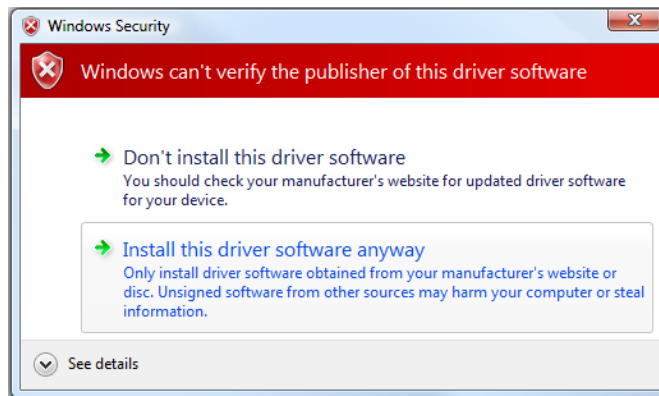 Windows Security
Windows can't verify the publisher of this driver software
Don't install this driver software
You should check your manufacturer's website for updated driver software
for your device.
Install this driver software anyway
Only install driver software obtained from your manufacturer's website or
disc. Unsigned software from other sources may harm your computer or steal
information.
See details